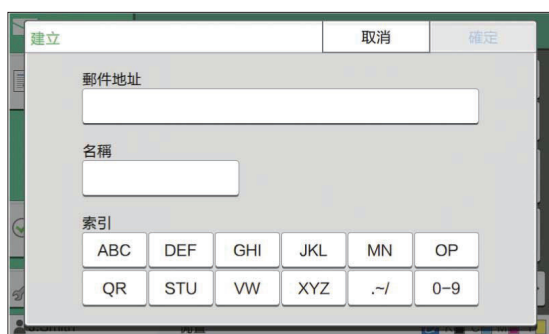 建立 取消 確定
郵件地址
名稱
索引
ABC DEF GHI JKL MN OP
QR STU VW XYZ .~/ 0-9